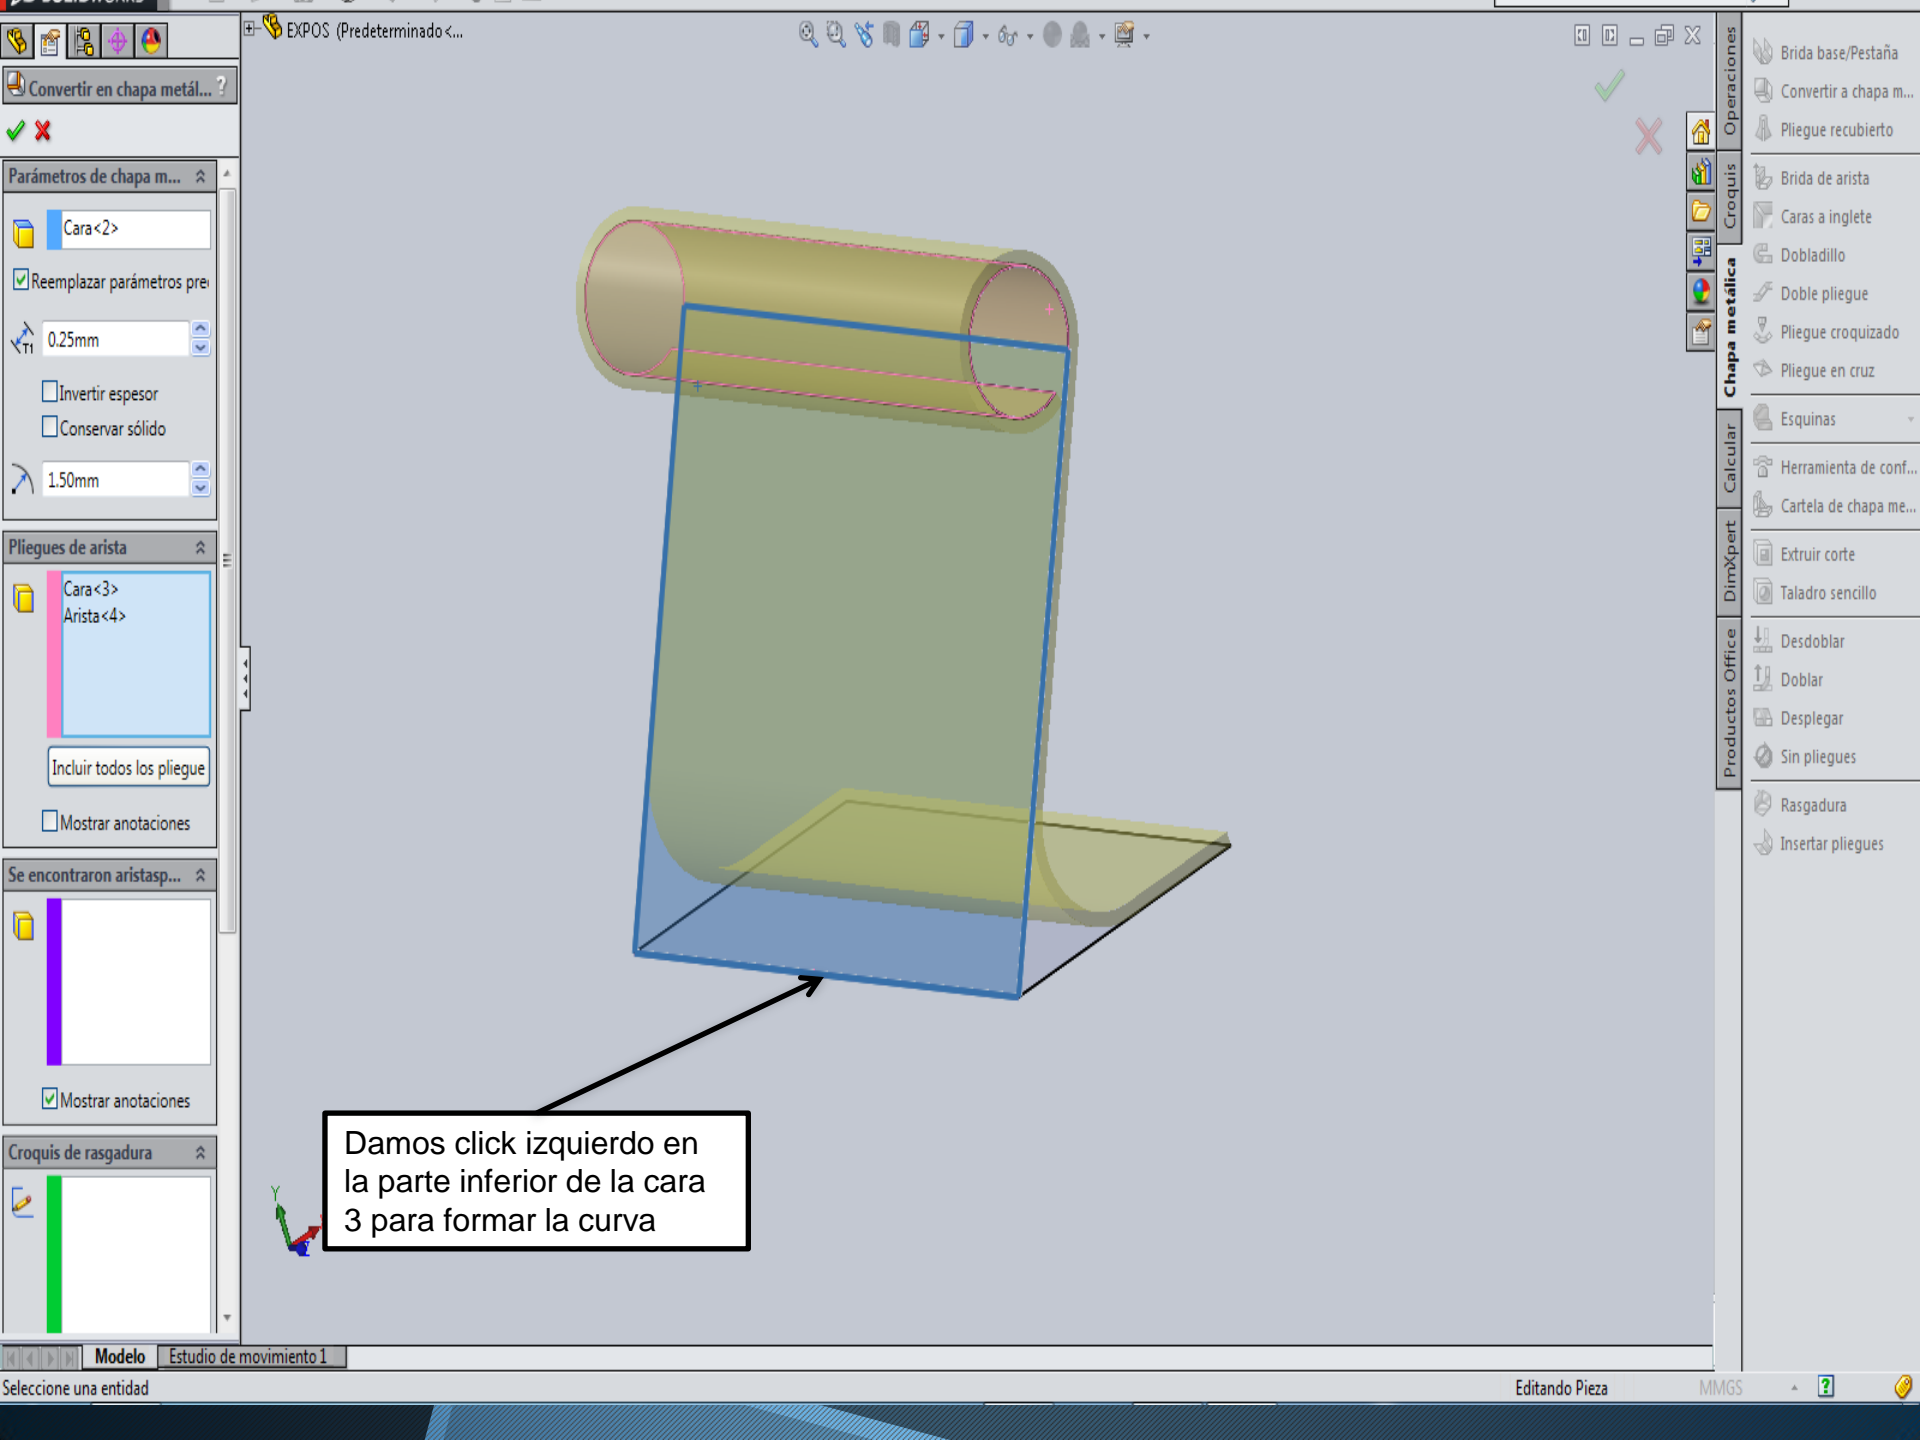 EXPOS (Predeterminado<...
Convertir en chapa metál... ?
Parámetros de chapa m...
Cara<2>
Reemplazar parámetros pre
T1
0.25mm
Invertir espesor
Conservar sólido
1.50mm
Pliegues de arista
Cara<3>
Arista<4>
Incluir todos los pliegue
Mostrar anotaciones
Se encontraron aristasp...
Mostrar anotaciones
Croquis de rasgadura
Damos click izquierdo en
la parte inferior de la cara
3 para formar la curva
Y
Modelo
Estudio de movimiento 1
Seleccione una entidad
Editando Pieza
MMGS
?
Operaciones
Croquis
Chapa metálica
Calcular
DimXpert
Productos Office
Brida base/Pestaña
Convertir a chapa m...
Pliegue recubierto
Brida de arista
Caras a inglete
Dobladillo
Doble pliegue
Pliegue croquizado
Pliegue en cruz
Esquinas
Herramienta de conf...
Cartela de chapa me...
Extruir corte
Taladro sencillo
Desdoblar
Doblar
Desplegar
Sin pliegues
Rasgadura
Insertar pliegues